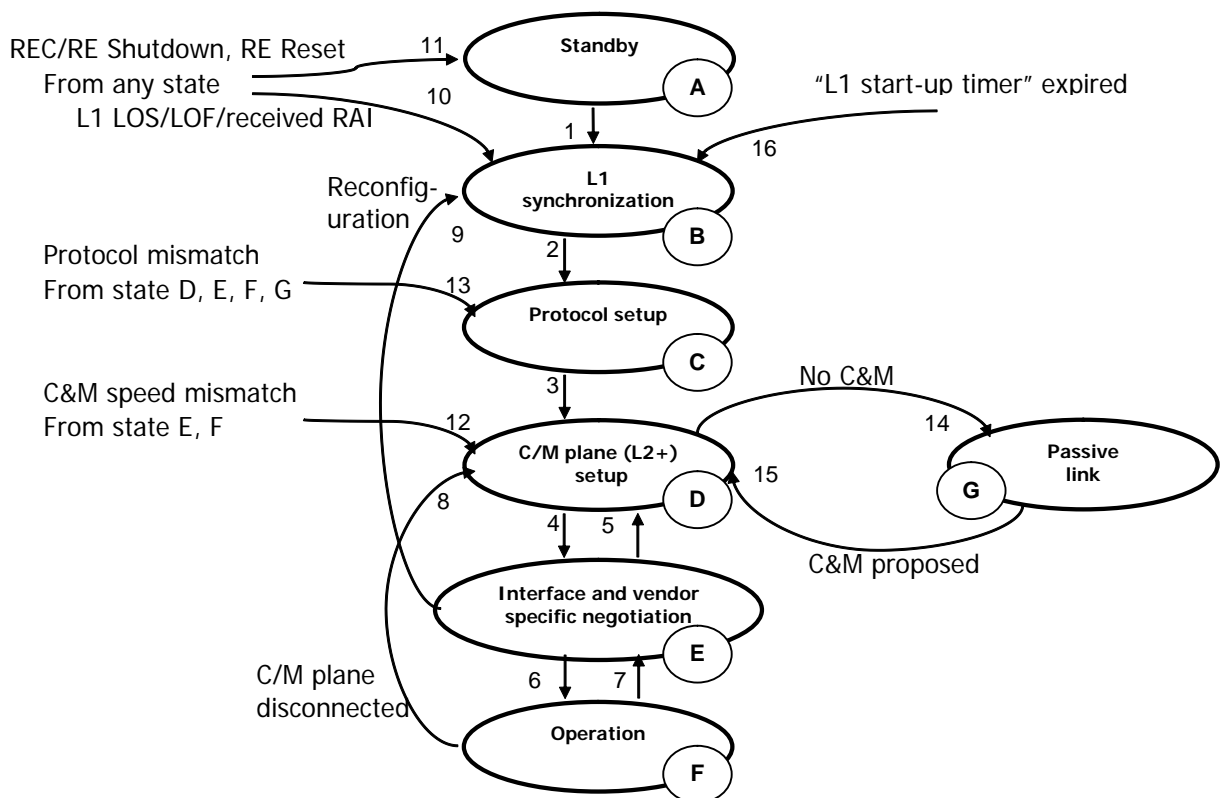 REC/RE Shutdown, RE Reset
11
Standby
A
From any state
"L1 start-up timer" expired
10
L1 LOS/LOF/received RAI
1
16
Reconfig-
uration
L1
synchronization
B
9
2
Protocol mismatch
From state D, E, F, G
13
Protocol setup
C
3
No C&M
C&M speed mismatch
From state E, F
12
14
C/M plane (L2+)
setup
D
15
Passive
link
G
8
4
5
C&M proposed
Interface and vendor
specific negotiation
E
C/M plane
disconnected
6
7
Operation
F